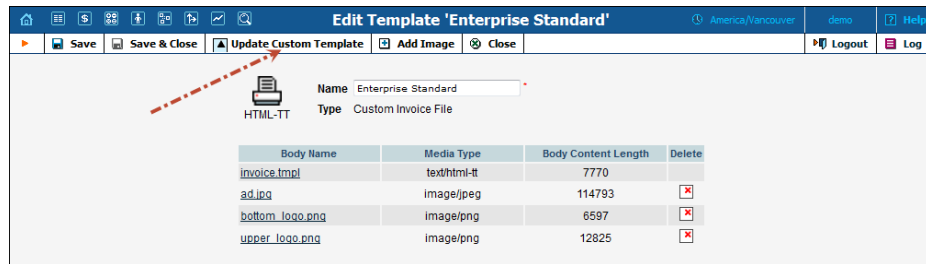 Edit Template 'Enterprise Standard' America/Vancouver demo Help
Save Save & Close Update Custom Template Add Image Close Logout Log
Name Enterprise Standard *
HTML-TT Type Custom Invoice File
Body Name Media Type Body Content Length Delete
invoice.tmpl text/html-tt 7770
ad.jpg image/jpeg 114793
bottom_logo.png image/png 6597
upper_logo.png image/png 12825